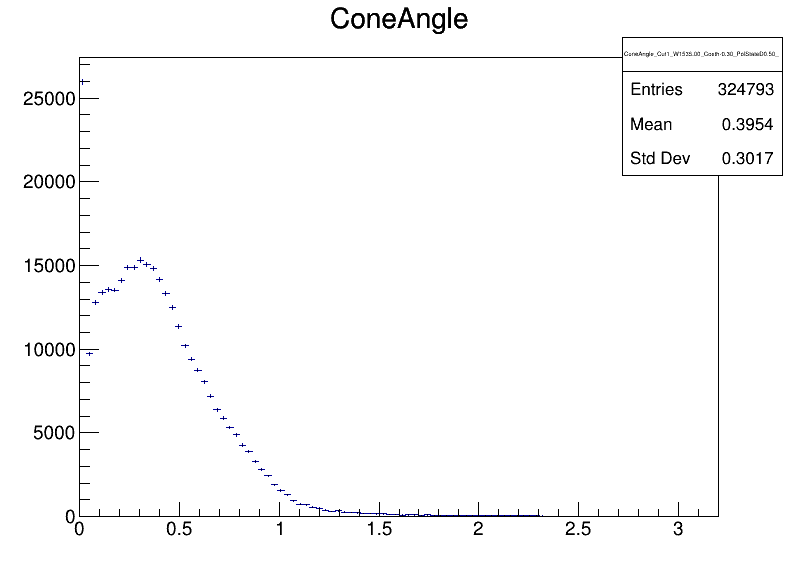 ConeAngle
ConeAngle_Cut1_W1535.00_Costh-0.30_PolStateD0.50_
Entries 324793
Mean 0.3954
Std Dev 0.3017
25000
20000
15000
10000
5000
0
0 0.5 1 1.5 2 2.5 3